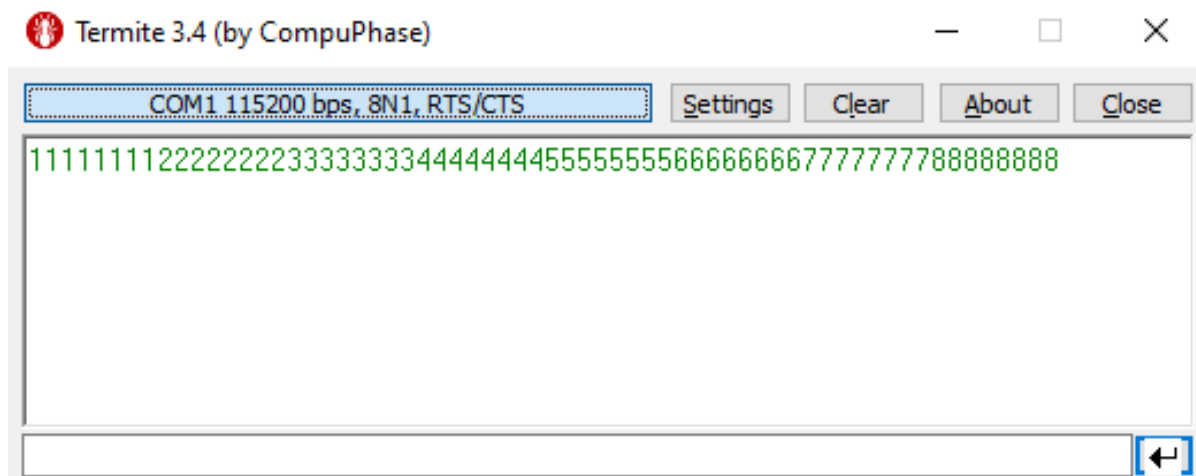 Termite 3.4 (by CompuPhase)
COM1 115200 bps, 8N1, RTS/CTS Settings Clear About Close
1111111122222222333333334444444455555555666666667777777788888888